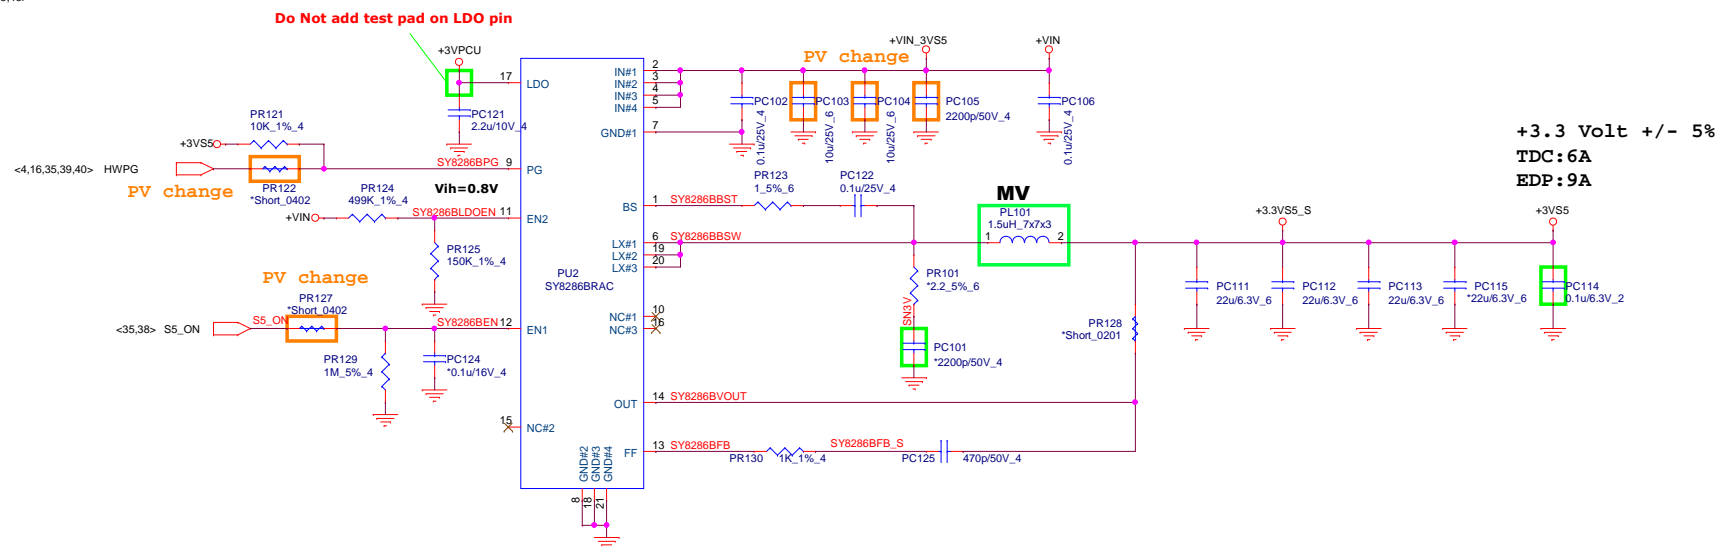 Do Not add test pad on LDO pin
+3VPCU
+VIN_3VS5
+VIN
PV change
17
LDO
PC121
2.2u/10V_4
PR121
10K_1%_4
+3VS5
<4,16,35,39,40> HWPG
PV change
PR122
*Short_0402
SY8286BPG
9
PG
Vih=0.8V
PR124
499K_1%_4
+VIN
SY8286BLDOEN
11
EN2
PR125
150K_1%_4
PV change
PR127
*Short_0402
<35,38> S5_ON
S5_ON
SY8286BEN
12
EN1
PR129
1M_5%_4
PC124
*0.1u/16V_4
15
NC#2
PU2
SY8286BRAC
IN#1
IN#2
IN#3
IN#4
2
3
4
5
GND#1
7
PC102
0.1u/25V_4
PC103
10u/25V_6
PC104
10u/25V_6
PC105
2200p/50V_4
PC106
0.1u/25V_4
BS
1
SY8286BBST
PR123
1_5%_6
PC122
0.1u/25V_4
LX#1
LX#2
LX#3
6
19
20
SY8286BBSW
MV
PL101
1.5uH_7x7x3
1
2
PR101
*2.2_5%_6
SN3V
PC101
*2200p/50V_4
NC#1
NC#3
10
16
OUT
14
SY8286BVOUT
FF
13
SY8286BFB
PR130
1K_1%_4
SY8286BFB_S
PC125
470p/50V_4
PR128
*Short_0201
GND#2
GND#3
GND#4
8
18
21
+3.3VS5_S
+3VS5
PC111
22u/6.3V_6
PC112
22u/6.3V_6
PC113
22u/6.3V_6
PC115
*22u/6.3V_6
PC114
0.1u/6.3V_2
+3.3 Volt +/- 5%
TDC:6A
EDP:9A